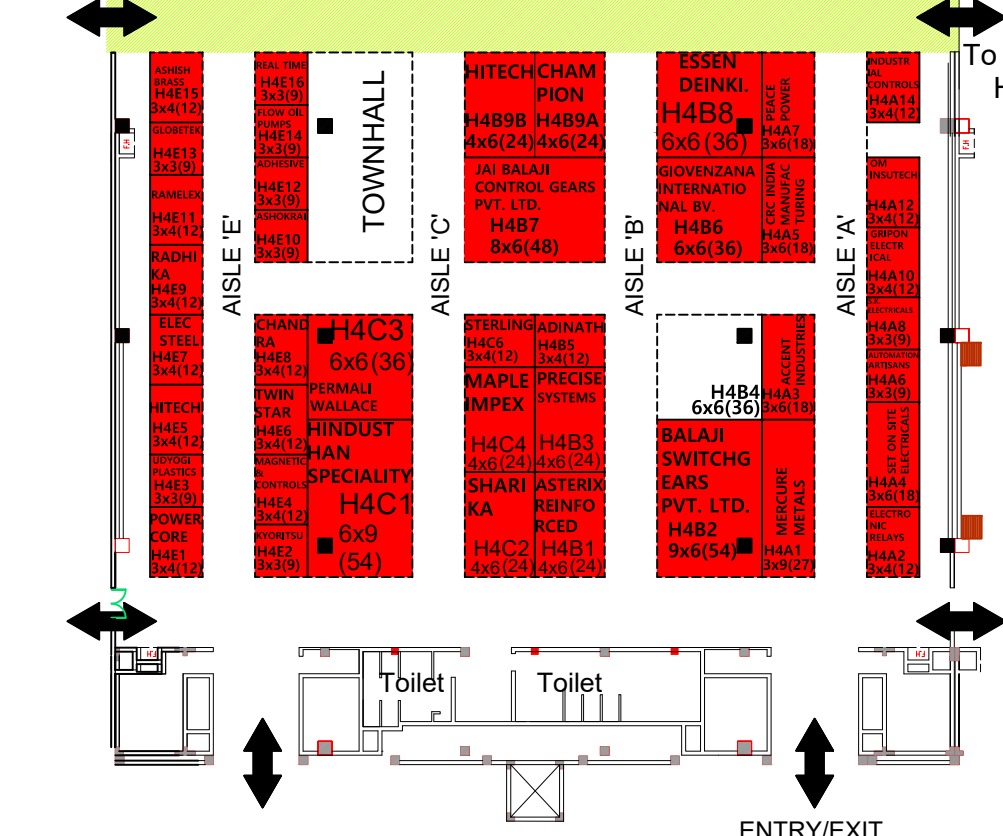 To
H
ASHISH
BRASS
H4E15
3x4(12)
GLOBETEK
H4E13
3x3(9)
RAMELEX
H4E11
3x4(12)
RADHI
KA
H4E9
3x4(12)
ELEC
STEEL
H4E7
3x4(12)
HITECH
H4E5
3x4(12)
UDYOGI
PLASTICS
H4E3
3x3(9)
POWER
CORE
H4E1
3x4(12)
AISLE 'E'
REAL TIME
H4E16
3x3(9)
FLOW OIL
PUMPS
H4E14
3x3(9)
ADHESIVE
H4E12
3x3(9)
ASHOKRAI
H4E10
3x3(9)
TOWNHALL
CHAND
RA
H4E8
3x4(12)
TWIN
STAR
H4E6
3x4(12)
MAGNETIC
&
CONTROLS
H4E4
3x4(12)
KYORITSU
H4E2
3x3(9)
H4C3
6x6(36)
PERMALI
WALLACE
HINDUST
HAN
SPECIALITY
H4C1
6x9
(54)
AISLE 'C'
HITECH
H4B9B
4x6(24)
CHAM
PION
H4B9A
4x6(24)
JAI BALAJI
CONTROL GEARS
PVT. LTD.
H4B7
8x6(48)
STERLING
H4C6
3x4(12)
ADINATH
H4B5
3x4(12)
MAPLE
IMPEX
H4C4
4x6(24)
PRECISE
SYSTEMS
H4B3
4x6(24)
SHARI
KA
H4C2
4x6(24)
ASTERIX
REINFO
RCED
H4B1
4x6(24)
AISLE 'B'
ESSEN
DEINKI.
H4B8
6x6(36)
PEACE
POWER
H4A7
3x6(18)
GIOVENZANA
INTERNATIO
NAL BV.
H4B6
6x6(36)
CRC INDIA
MANUFAC
TURING
H4A5
3x6(18)
H4B4
6x6(36)
ACCENT
INDUSTRIES
H4A3
3x6(18)
BALAJI
SWITCHG
EARS
PVT. LTD.
H4B2
9x6(54)
MERCURE
METALS
H4A1
3x9(27)
AISLE 'A'
INDUSTR
IAL
CONTROLS
H4A14
3x4(12)
OM
INSUTECH
H4A12
3x4(12)
GRIPON
ELECTR
ICAL
H4A10
3x4(12)
S.K
ELECTRICALS
H4A8
3x3(9)
AUTOMATION
ARTISANS
H4A6
3x3(9)
SET ON SITE
ELECTRICALS
H4A4
3x6(18)
ELECTRO
NIC
RELAYS
H4A2
3x4(12)
F.H
F.H
F.H
F.H
Toilet
Toilet
ENTRY/EXIT